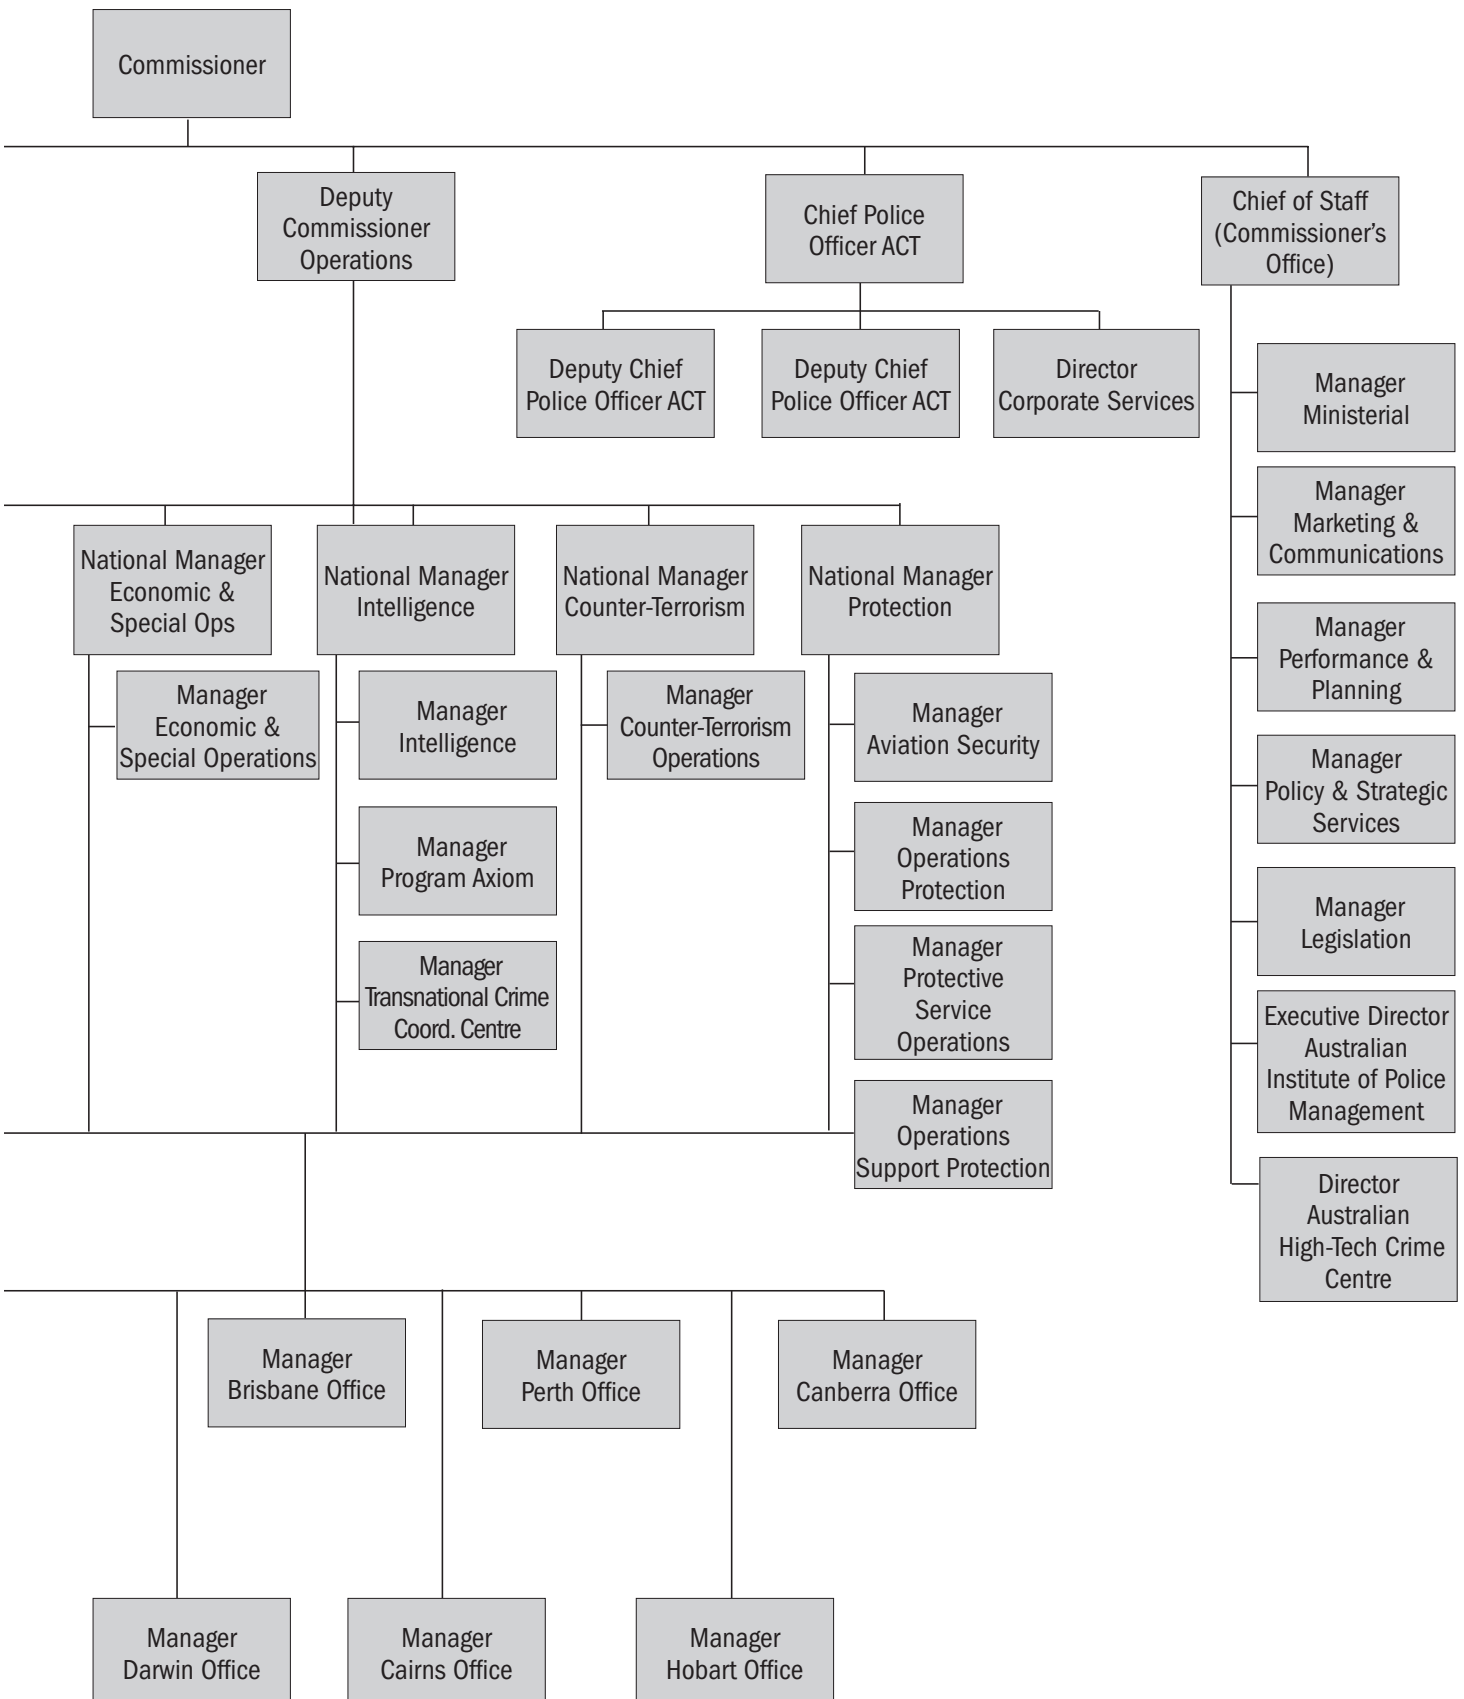 Commissioner
Deputy
Commissioner
Operations
Chief Police
Officer ACT
Chief of Staff
(Commissioner's
Office)
Deputy Chief
Police Officer ACT
Deputy Chief
Police Officer ACT
Director
Corporate Services
Manager
Ministerial
Manager
Marketing &
Communications
Manager
Performance &
Planning
Manager
Policy & Strategic
Services
Manager
Legislation
Executive Director
Australian
Institute of Police
Management
Director
Australian
High-Tech Crime
Centre
National Manager
Economic &
Special Ops
National Manager
Intelligence
National Manager
Counter-Terrorism
National Manager
Protection
Manager
Economic &
Special Operations
Manager
Intelligence
Manager
Program Axiom
Manager
Transnational Crime
Coord. Centre
Manager
Counter-Terrorism
Operations
Manager
Aviation Security
Manager
Operations
Protection
Manager
Protective
Service
Operations
Manager
Operations
Support Protection
Manager
Brisbane Office
Manager
Perth Office
Manager
Canberra Office
Manager
Darwin Office
Manager
Cairns Office
Manager
Hobart Office